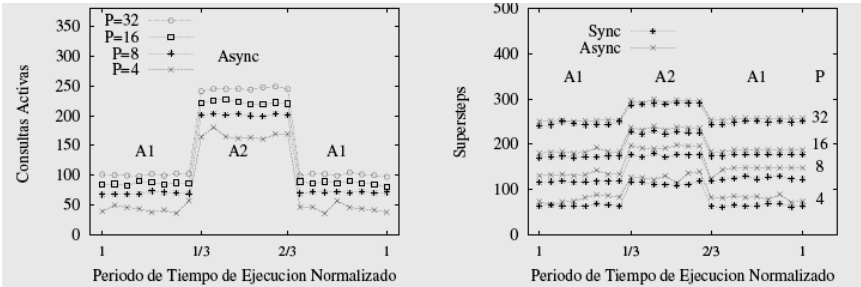 350
300
250
200
150
100
50
0
Consultas Activas
P=32
P=16
P=8
P=4
Async
A1
A2
A1
1
1/3
2/3
1
Periodo de Tiempo de Ejecucion Normalizado
500
400
300
200
100
0
Supersteps
Sync
Async
A1
A2
A1
P
32
16
8
4
1
1/3
2/3
1
Periodo de Tiempo de Ejecucion Normalizado